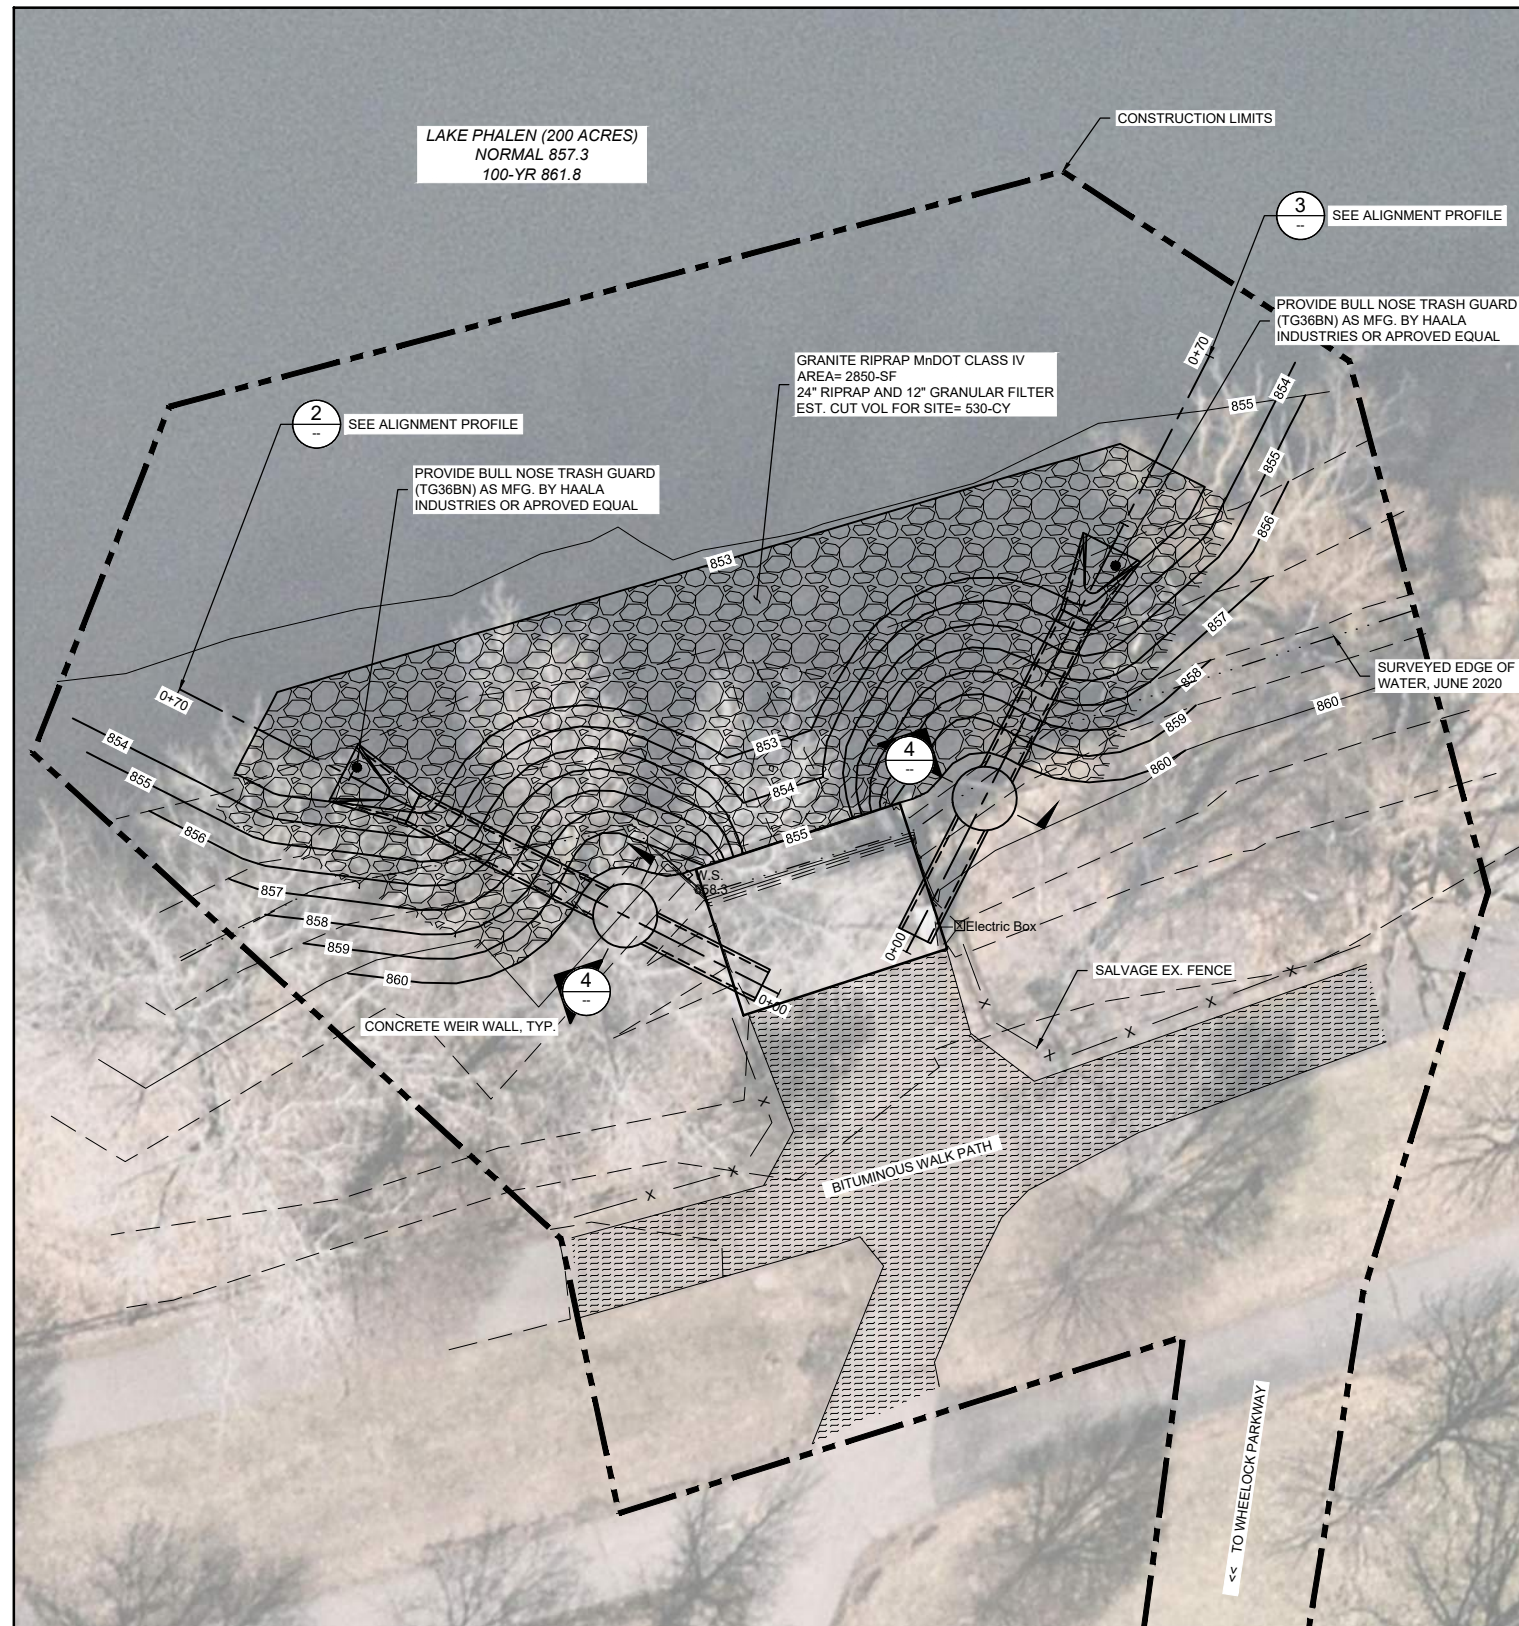 CONSTRUCTION LIMITS
LAKE PHALEN (200 ACRES)
NORMAL 857.3
100-YR 861.8
3
--
SEE ALIGNMENT PROFILE
PROVIDE BULL NOSE TRASH GUARD
(TG36BN) AS MFG. BY HAALA
INDUSTRIES OR APROVED EQUAL
0+70
GRANITE RIPRAP MnDOT CLASS IV
AREA= 2850-SF
24" RIPRAP AND 12" GRANULAR FILTER
EST. CUT VOL FOR SITE= 530-CY
854
855
2
--
SEE ALIGNMENT PROFILE
855
PROVIDE BULL NOSE TRASH GUARD
(TG36BN) AS MFG. BY HAALA
INDUSTRIES OR APROVED EQUAL
856
853
857
SURVEYED EDGE OF
WATER, JUNE 2020
858
0+70
860
859
854
853
4
--
860
855
854
856
855
W.S.
858.3
857
858
Electric Box
859
0+00
860
4
--
SALVAGE EX. FENCE
0+00
CONCRETE WEIR WALL, TYP.
X
X
X
X
X
X
X
BITUMINOUS WALK PATH
<< TO WHEELOCK PARKWAY